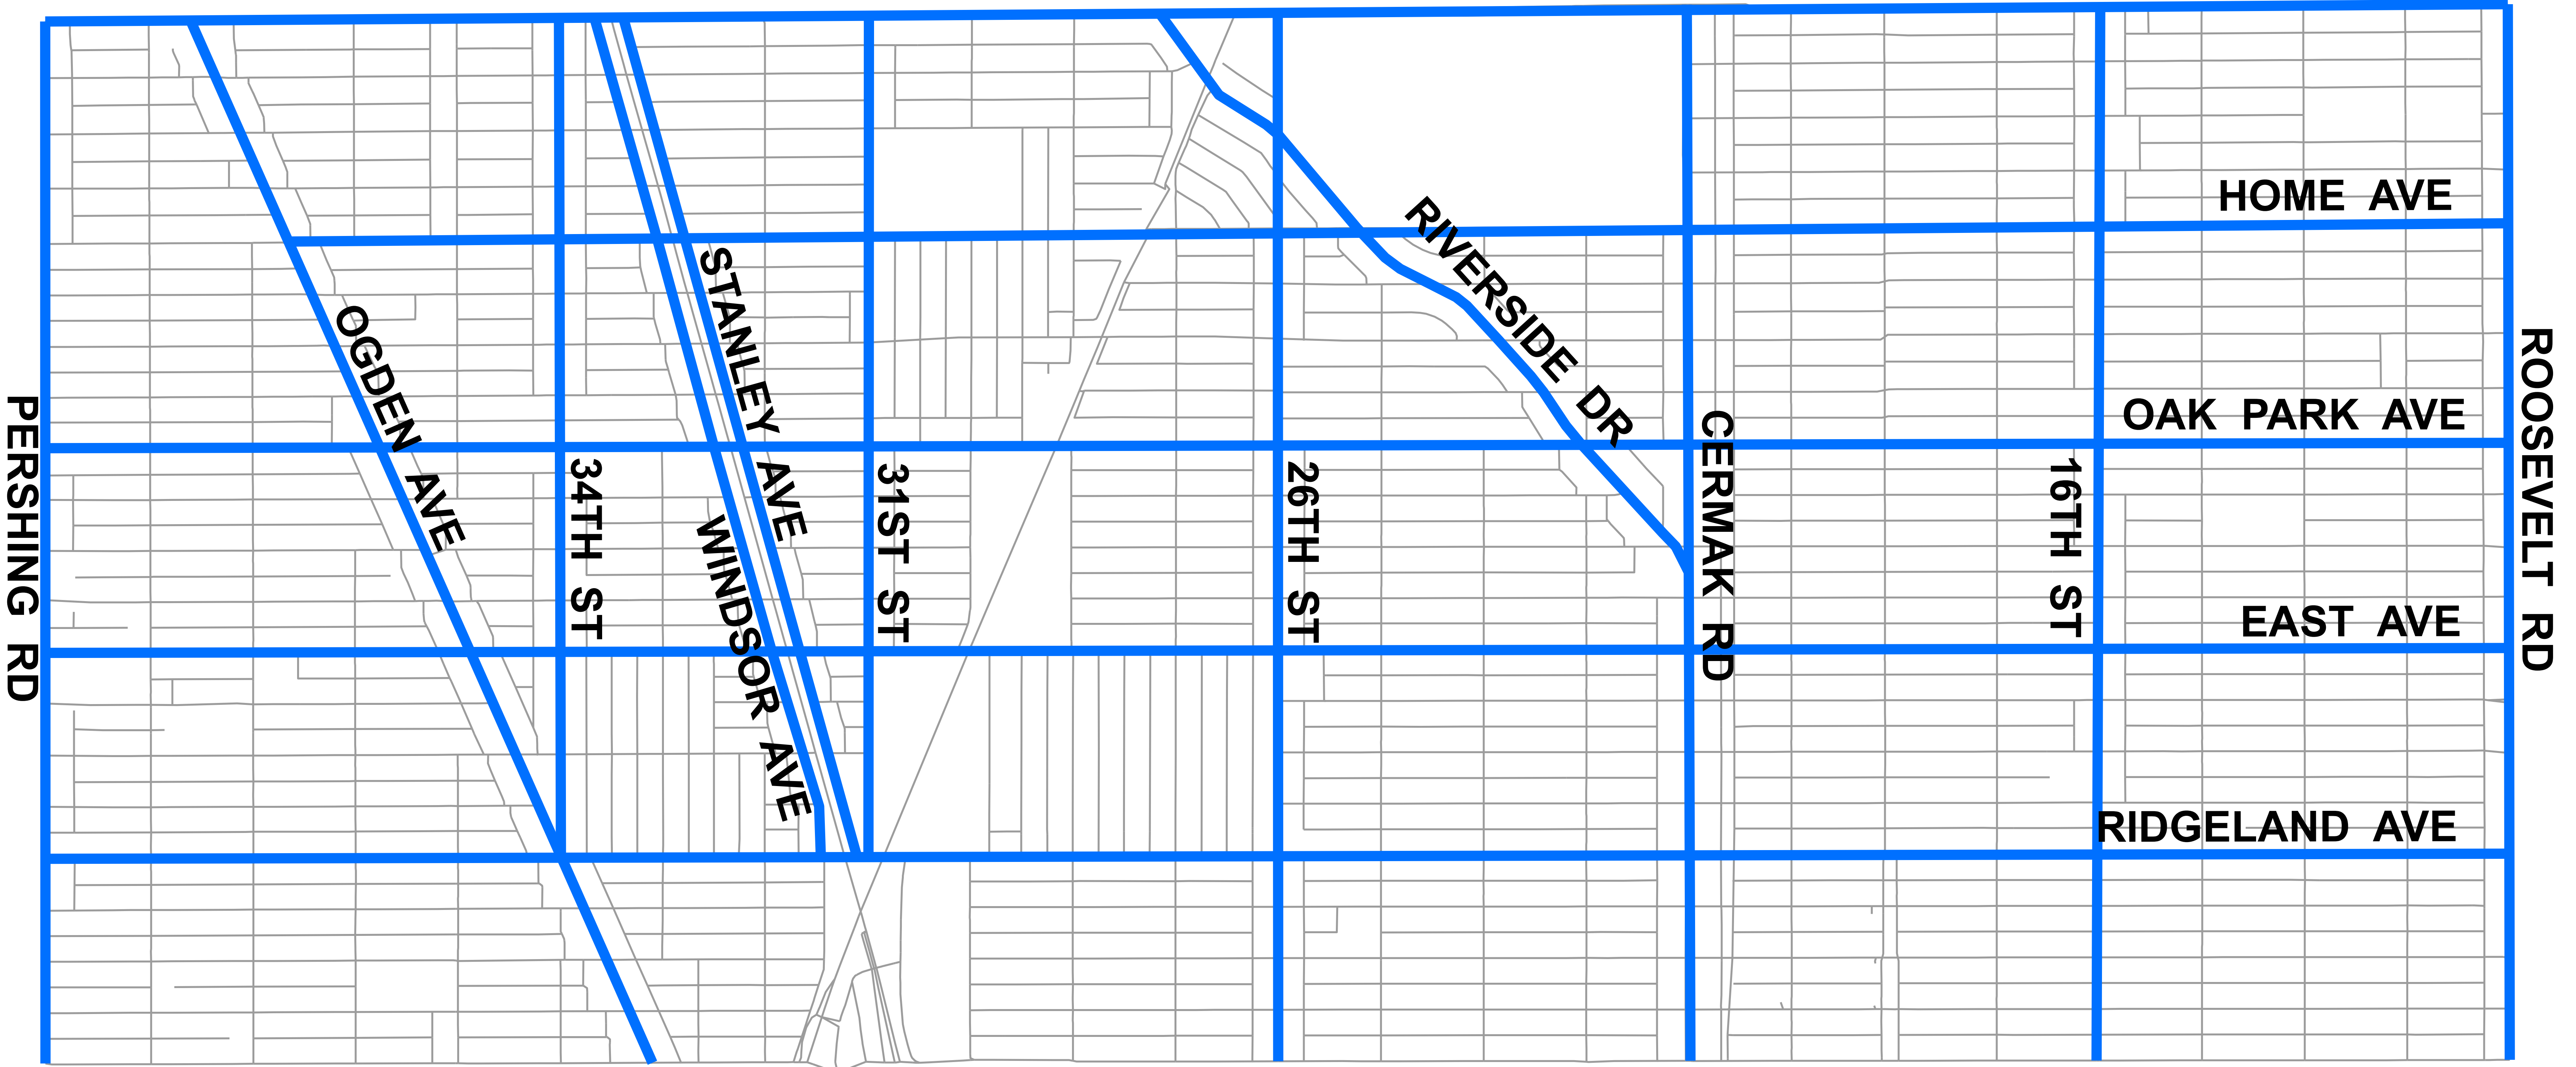 HOME AVE
RIVERSIDE DR
STANLEY AVE
OGDEN AVE
ROOSEVELT RD
PERSHING RD
OAK PARK AVE
CERMAK RD
34TH ST
31ST ST
26TH ST
16TH ST
WINDSOR AVE
EAST AVE
RIDGELAND AVE